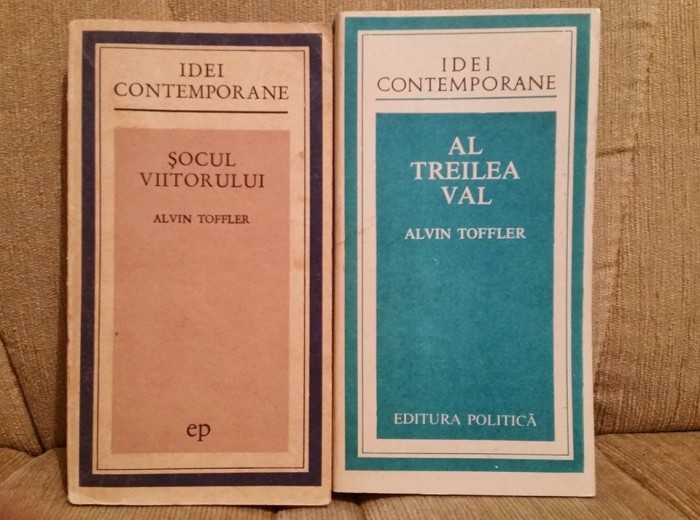 IDEI
CONTEMPORANE
ŞOCUL
VIITORULUI
ALVIN TOFFLER
ep
IDEI
CONTEMPORANE
AL
TREILEA
VAL
ALVIN TOFFLER
EDITURA POLITICĂ